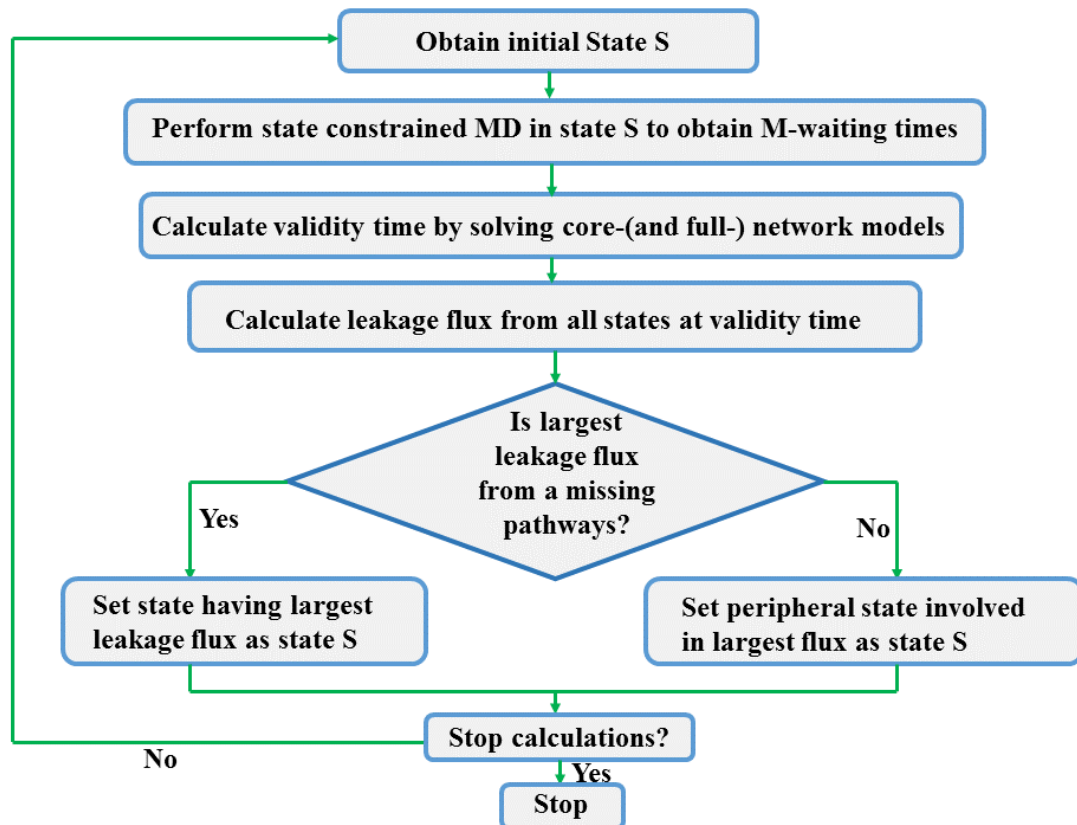 Obtain initial State S
Perform state constrained MD in state S to obtain M-waiting times
Calculate validity time by solving core-(and full-) network models
Calculate leakage flux from all states at validity time
Is largest
leakage flux
from a missing
pathways?
Yes
No
Set state having largest
leakage flux as state S
Set peripheral state involved
in largest flux as state S
Stop calculations?
No
Yes
Stop